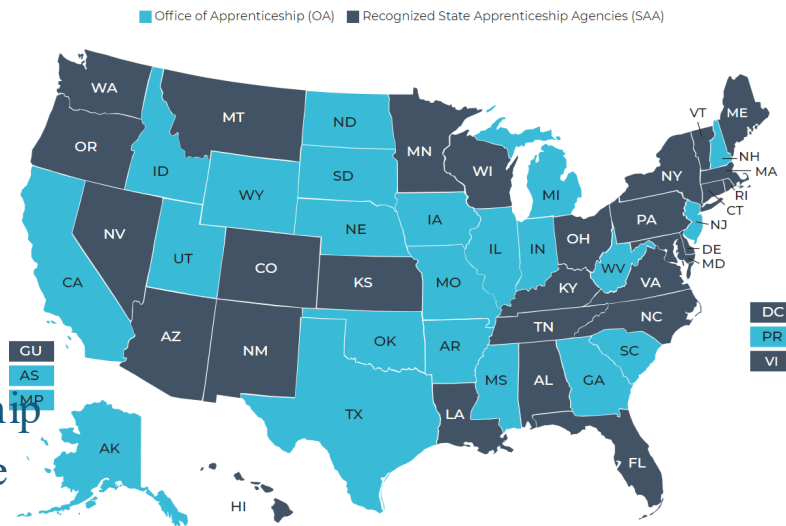 Office of Apprenticeship (OA) Recognized State Apprenticeship Agencies (SAA)
WA
MT
ND
MN
VT
ME
OR
ID
SD
WI
MI
NY
NH
MA
RI
CT
WY
NV
UT
NE
IA
IL
IN
OH
PA
NJ
DE
MD
CA
CO
KS
MO
KY
WV
VA
AZ
NM
OK
AR
TN
NC
DC
PR
VI
GU
AS
MP
TX
LA
MS
AL
GA
SC
FL
AK
HI
ip
e